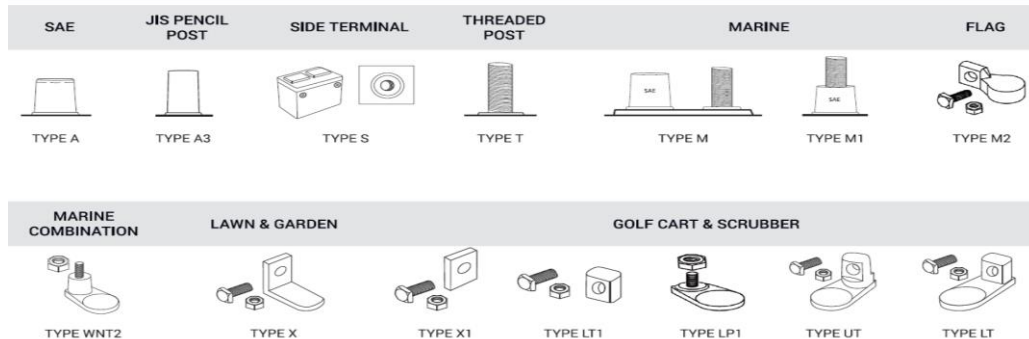 SAE
JIS PENCIL
POST
SIDE TERMINAL
THREADED
POST
MARINE
FLAG
SAE
SAE
TYPE A
TYPE A3
TYPE S
TYPE T
TYPE M
TYPE M1
TYPE M2
MARINE
COMBINATION
LAWN & GARDEN
GOLF CART & SCRUBBER
TYPE WNT2
TYPE X
TYPE X1
TYPE LT1
TYPE LP1
TYPE UT
TYPE LT